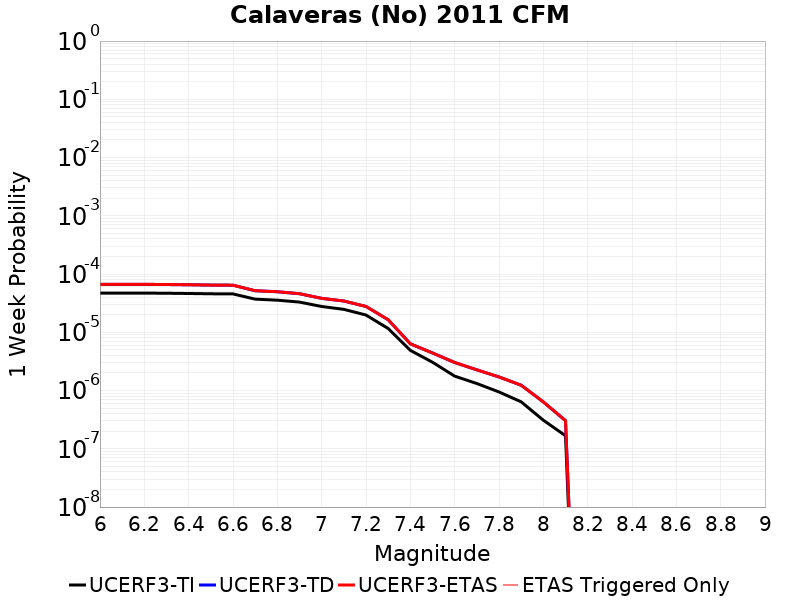 Calaveras (No) 2011 CFM
10^0
10^-1
10^-2
10^-3
10^-4
10^-5
10^-6
10^-7
10^-8
1 Week Probability
6 6.2 6.4 6.6 6.8 7 7.2 7.4 7.6 7.8 8 8.2 8.4 8.6 8.8 9
Magnitude
UCERF3-TI UCERF3-TD UCERF3-ETAS ETAS Triggered Only